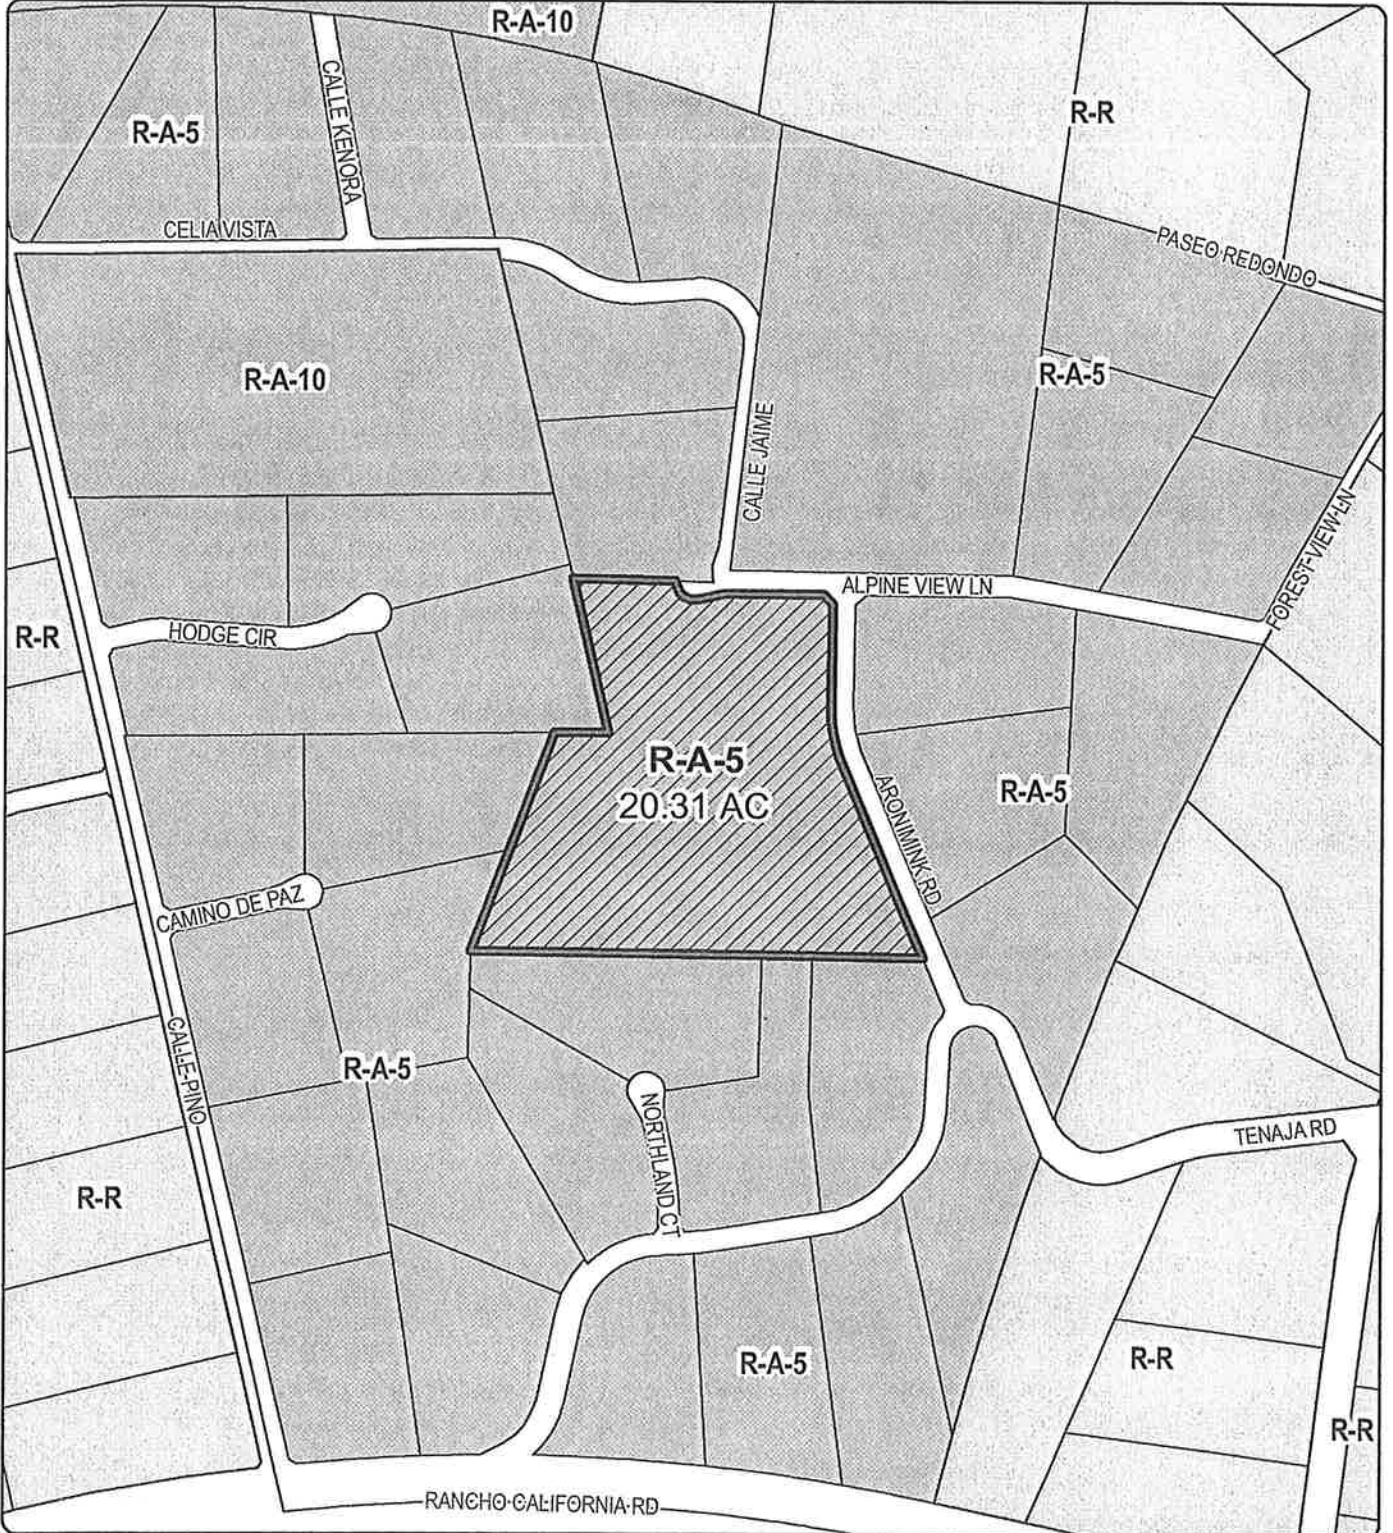 R-A-10
R-R
R-A-5
CALLE KENORA
CELIA VISTA
PASEO REDONDO
R-A-10
R-A-5
CALLE JAIME
FOREST VIEW LN
ALPINE VIEW LN
R-R
HODGE CIR
R-A-5
20.31 AC
ARONIMINK RD
R-A-5
CAMINO DE PAZ
CALLE PINO
R-A-5
NORTHLAND CT
TENAJA RD
R-R
R-A-5
R-R
R-R
RANCHO CALIFORNIA RD